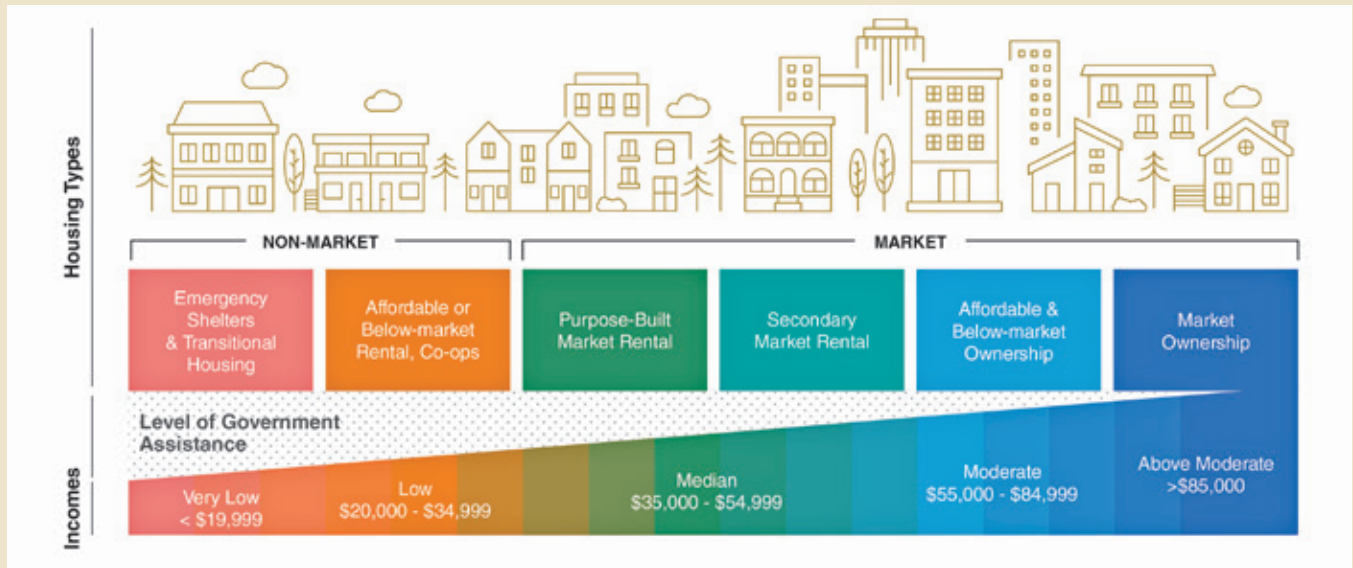 Housing Types
NON-MARKET
MARKET
Emergency
Shelters
& Transitional
Housing
Affordable or
Below-market
Rental, Co-ops
Purpose-Built
Market Rental
Secondary
Market Rental
Affordable &
Below-market
Ownership
Market
Ownership
Level of Government
Assistance
Incomes
Very Low
< $19,999
Low
$20,000 - $34,999
Median
$35,000 - $54,999
Moderate
$55,000 - $84,999
Above Moderate
>$85,000